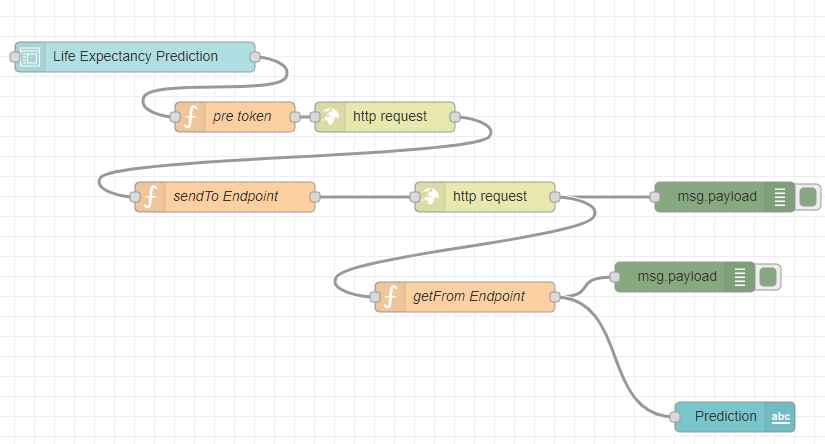 Life Expectancy Prediction
pre token
http request
sendTo Endpoint
http request
msg.payload
msg.payload
getFrom Endpoint
Prediction
abc